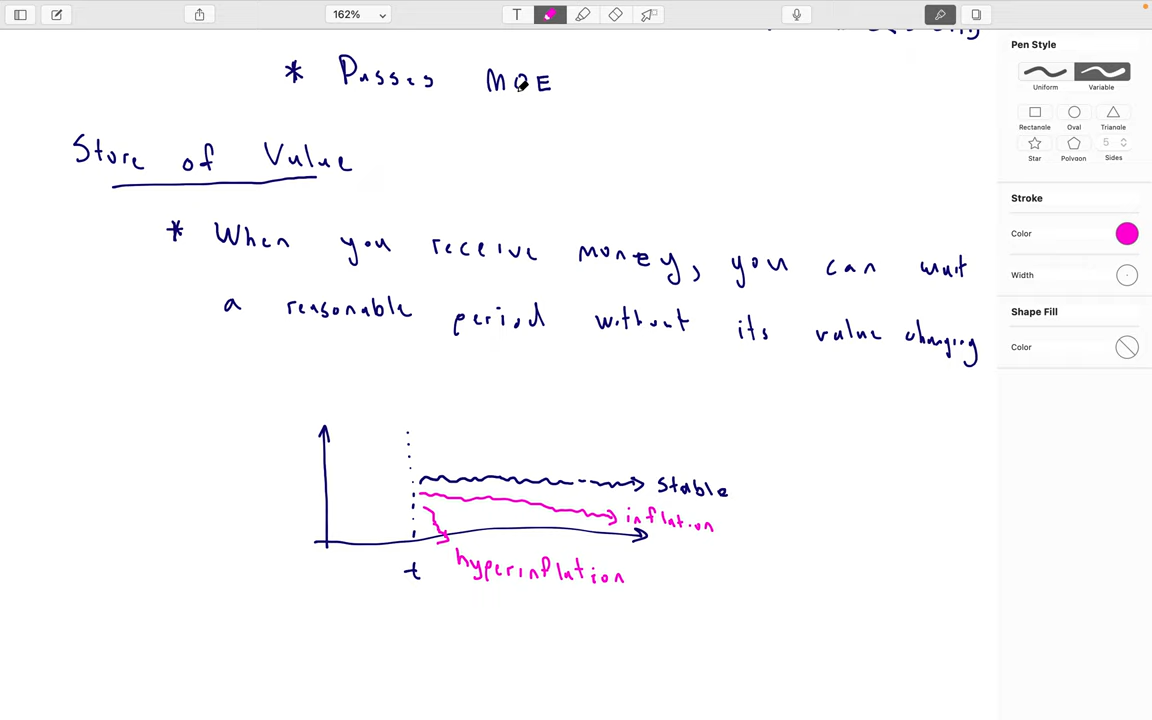 162%
T
* Passes MOE
Store of Value
* When you receive money, you can wait
a reasonable period without its value changing
stable
inflation
hyperinflation
t
Pen Style
Uniform Variable
Rectangle Oval Triangle
5
Star Polygon Sides
Stroke
Color
Width
Shape Fill
Color